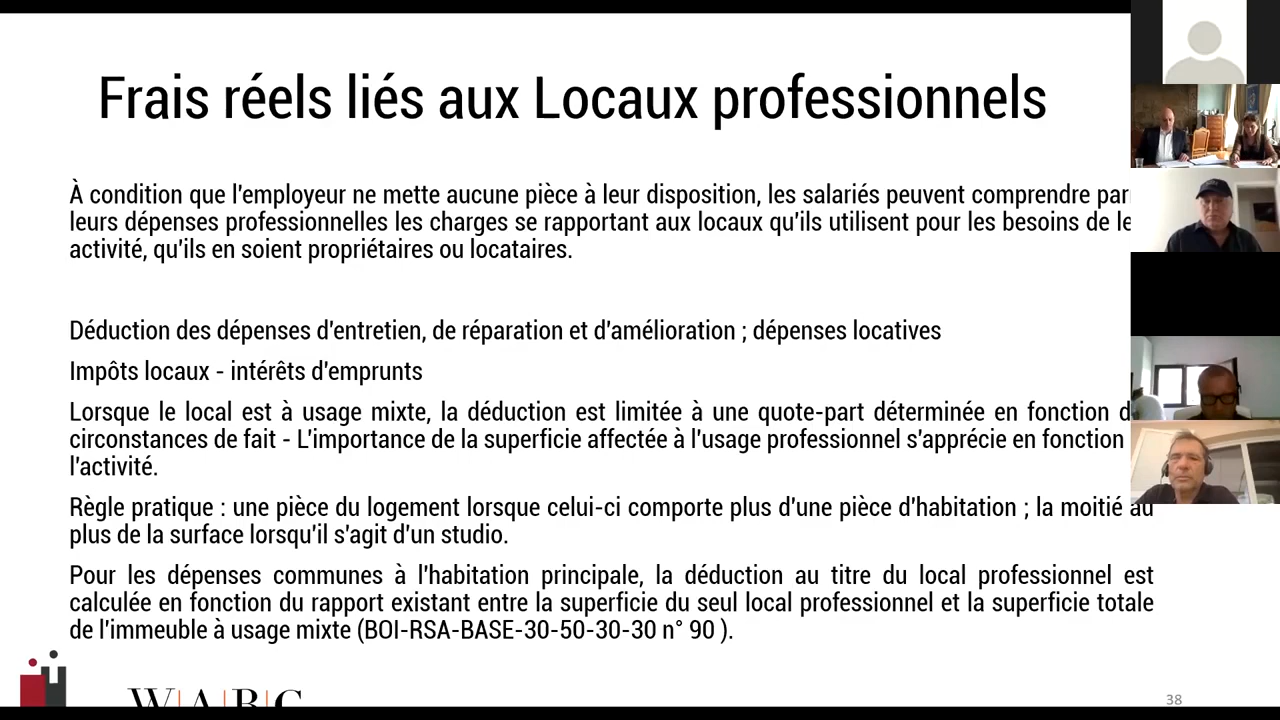 Frais réels liés aux Locaux professionnels
À condition que l'employeur ne mette aucune pièce à leur disposition, les salariés peuvent comprendre
leurs dépenses professionnelles les charges se rapportant aux locaux qu'ils utilisent pour les besoins de
activité, qu'ils en soient propriétaires ou locataires.
Déduction des dépenses d'entretien, de réparation et d'amélioration ; dépenses locatives
Impôts locaux - intérêts d'emprunts
Lorsque le local est à usage mixte, la déduction est limitée à une quote-part déterminée en fonction
circonstances de fait - L'importance de la superficie affectée à l'usage professionnel s'apprécie en fonction
l'activité.
Règle pratique : une pièce du logement lorsque celui-ci comporte plus d'une pièce d'habitation ; la moitié au
plus de la surface lorsqu'il s'agit d'un studio.
Pour les dépenses communes à l'habitation principale, la déduction au titre du local professionnel est
calculée en fonction du rapport existant entre la superficie du seul local professionnel et la superficie totale
de l'immeuble à usage mixte (BOI-RSA-BASE-30-50-30-30 n° 90 ).
W|A|B|C
38